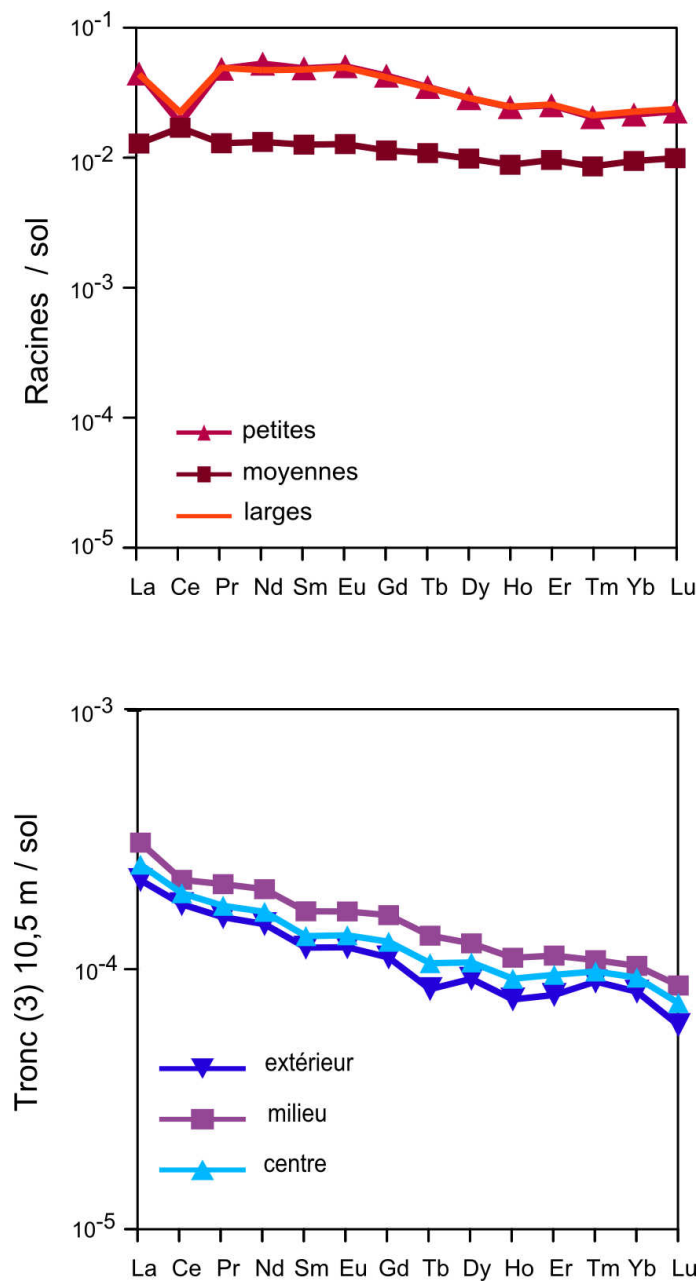 10-1
10-2
10-3
10-4
10-5
Racines / sol
petites
moyennes
larges
La Ce Pr Nd Sm Eu Gd Tb Dy Ho Er Tm Yb Lu
10-3
10-4
10-5
Tronc (3) 10,5 m / sol
extérieur
milieu
centre
La Ce Pr Nd Sm Eu Gd Tb Dy Ho Er Tm Yb Lu